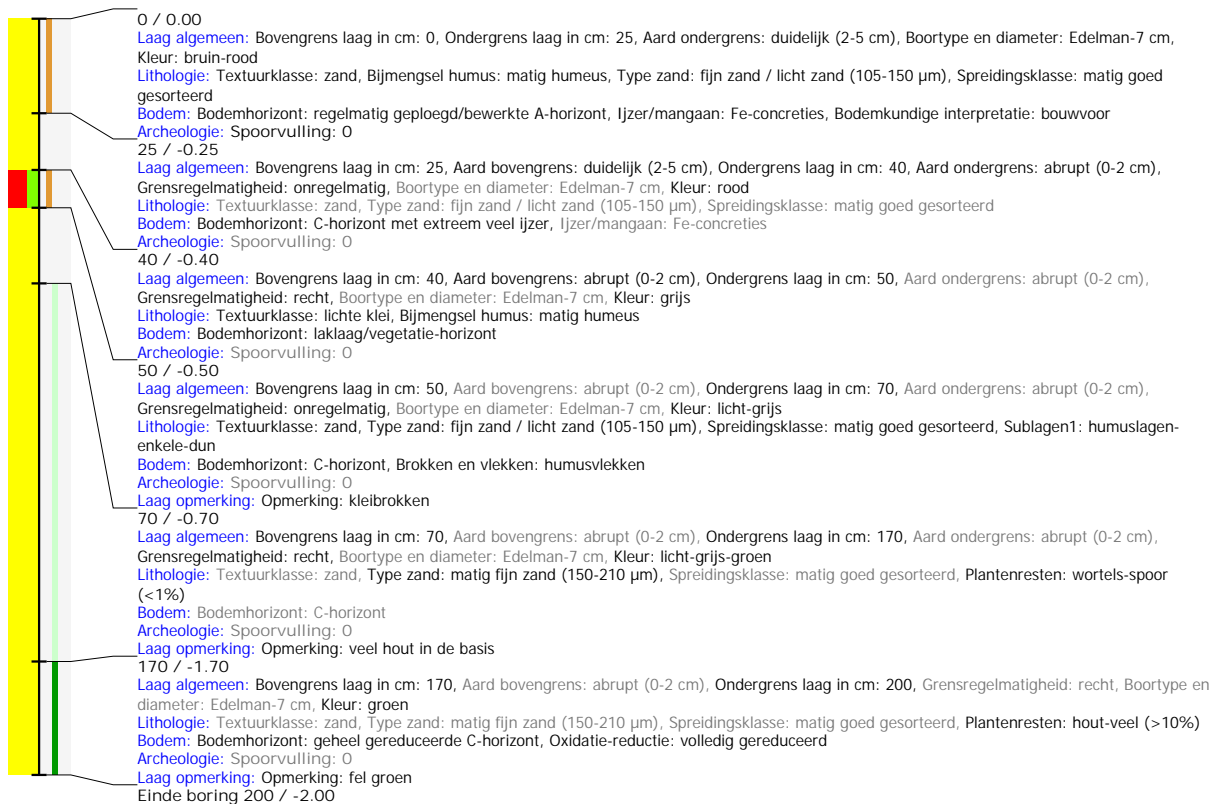 0 / 0.00
Laag algemeen: Bovengrens laag in cm: 0, Ondergrens laag in cm: 25, Aard ondergrens: duidelijk (2-5 cm), Boortype en diameter: Edelman-7 cm,
Kleur: bruin-rood
Lithologie: Textuurklasse: zand, Bijmengsel humus: matig humeus, Type zand: fijn zand / licht zand (105-150 µm), Spreidingsklasse: matig goed
gesorteerd
Bodem: Bodemhorizont: regelmatig geploegd/bewerkte A-horizont, Ijzer/mangaan: Fe-concreties, Bodemkundige interpretatie: bouwvoor
Archeologie: Spoorvulling: 0
25 / -0.25
Laag algemeen: Bovengrens laag in cm: 25, Aard bovengrens: duidelijk (2-5 cm), Ondergrens laag in cm: 40, Aard ondergrens: abrupt (0-2 cm),
Grensregelmatigheid: onregelmatig, Boortype en diameter: Edelman-7 cm, Kleur: rood
Lithologie: Textuurklasse: zand, Type zand: fijn zand / licht zand (105-150 µm), Spreidingsklasse: matig goed gesorteerd
Bodem: Bodemhorizont: C-horizont met extreem veel ijzer, Ijzer/mangaan: Fe-concreties
Archeologie: Spoorvulling: 0
40 / -0.40
Laag algemeen: Bovengrens laag in cm: 40, Aard bovengrens: abrupt (0-2 cm), Ondergrens laag in cm: 50, Aard ondergrens: abrupt (0-2 cm),
Grensregelmatigheid: recht, Boortype en diameter: Edelman-7 cm, Kleur: grijs
Lithologie: Textuurklasse: lichte klei, Bijmengsel humus: matig humeus
Bodem: Bodemhorizont: laklaag/vegetatie-horizont
Archeologie: Spoorvulling: 0
50 / -0.50
Laag algemeen: Bovengrens laag in cm: 50, Aard bovengrens: abrupt (0-2 cm), Ondergrens laag in cm: 70, Aard ondergrens: abrupt (0-2 cm),
Grensregelmatigheid: onregelmatig, Boortype en diameter: Edelman-7 cm, Kleur: licht-grijs
Lithologie: Textuurklasse: zand, Type zand: fijn zand / licht zand (105-150 µm), Spreidingsklasse: matig goed gesorteerd, Sublagen1: humuslagen-
enkele-dun
Bodem: Bodemhorizont: C-horizont, Brokken en vlekken: humusvlekken
Archeologie: Spoorvulling: 0
Laag opmerking: Opmerking: kleibrokken
70 / -0.70
Laag algemeen: Bovengrens laag in cm: 70, Aard bovengrens: abrupt (0-2 cm), Ondergrens laag in cm: 170, Aard ondergrens: abrupt (0-2 cm),
Grensregelmatigheid: recht, Boortype en diameter: Edelman-7 cm, Kleur: licht-grijs-groen
Lithologie: Textuurklasse: zand, Type zand: matig fijn zand (150-210 µm), Spreidingsklasse: matig goed gesorteerd, Plantenresten: wortels-spoor
(<1%)
Bodem: Bodemhorizont: C-horizont
Archeologie: Spoorvulling: 0
Laag opmerking: Opmerking: veel hout in de basis
170 / -1.70
Laag algemeen: Bovengrens laag in cm: 170, Aard bovengrens: abrupt (0-2 cm), Ondergrens laag in cm: 200, Grensregelmatigheid: recht, Boortype en
diameter: Edelman-7 cm, Kleur: groen
Lithologie: Textuurklasse: zand, Type zand: matig fijn zand (150-210 µm), Spreidingsklasse: matig goed gesorteerd, Plantenresten: hout-veel (>10%)
Bodem: Bodemhorizont: geheel gereduceerde C-horizont, Oxidatie-reductie: volledig gereduceerd
Archeologie: Spoorvulling: 0
Laag opmerking: Opmerking: fel groen
Einde boring 200 / -2.00